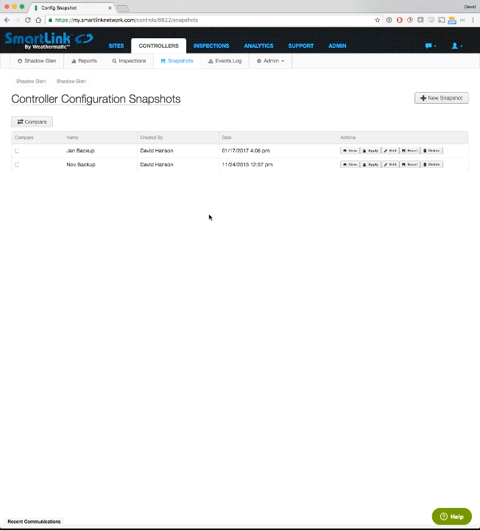 Config Snapshot
David
https://my.smartlinknetwork.com/controls/6822/snapshots
SmartLink
By Weathermatic™
SITES CONTROLLERS INSPECTIONS ANALYTICS SUPPORT ADMIN
Shadow Glen Reports Inspections Snapshots Events Log Admin
Shadow Glen Shadow Glen
Controller Configuration Snapshots
New Snapshot
Compare
Compare Name Created By Date Actions
Jan Backup David Hanson 01/17/2017 4:06 pm View Apply Edit Reset Delete
Nov Backup David Hanson 11/24/2015 12:57 pm View Apply Edit Reset Delete
Recent Communications
Help